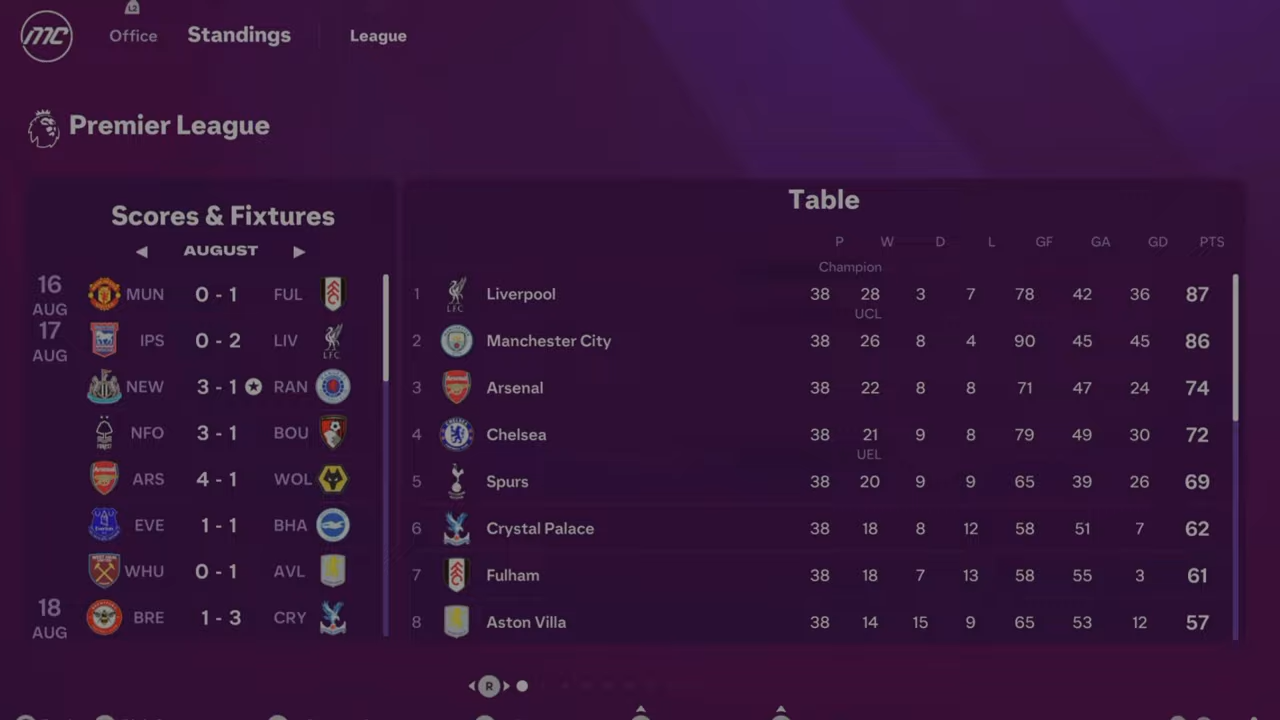 L2
MC Office Standings League
Premier League
Scores & Fixtures
AUGUST
16 AUG MUN 0 - 1 FUL
17 AUG IPS 0 - 2 LIV
NEW 3 - 1 RAN
NFO 3 - 1 BOU
ARS 4 - 1 WOL
EVE 1 - 1 BHA
WHU 0 - 1 AVL
18 AUG BRE 1 - 3 CRY
Table
P W D L GF GA GD PTS
Champion
1 LFC Liverpool 38 28 3 7 78 42 36 87
UCL
2 Manchester City 38 26 8 4 90 45 45 86
3 Arsenal 38 22 8 8 71 47 24 74
4 Chelsea 38 21 9 8 79 49 30 72
UEL
5 Spurs 38 20 9 9 65 39 26 69
6 Crystal Palace 38 18 8 12 58 51 7 62
7 Fulham 38 18 7 13 58 55 3 61
8 Aston Villa 38 14 15 9 65 53 12 57
R